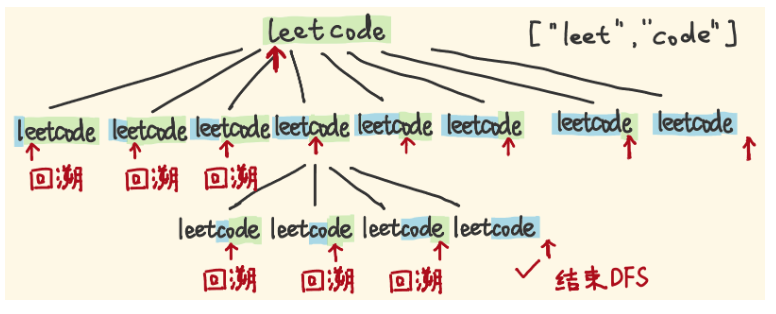 leetcode ["leet","code"]
leetcode leetcode leetcode leetcode leetcode leetcode leetcode leetcode
回溯 回溯 回溯
leetcode leetcode leetcode leetcode
回溯 回溯 回溯 结束DFS